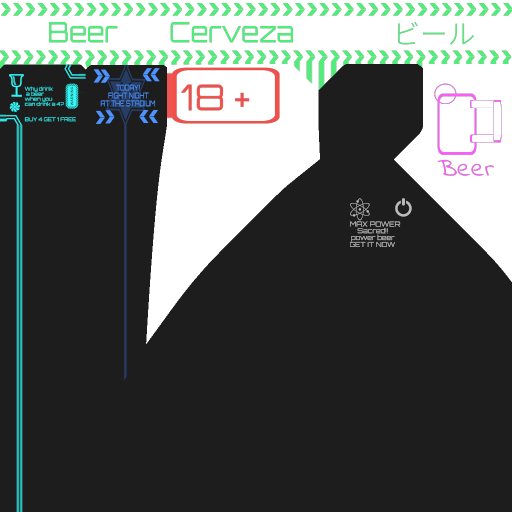 Beer Cerveza ビール
Why drink
a beer
when you
can drink a 4?
BUY 4 GET 1 FREE
TODAY!
FIGHT NIGHT
AT THE STADIUM
18 +
Beer
MAX POWER
Sacred!!
power beer
GET IT NOW